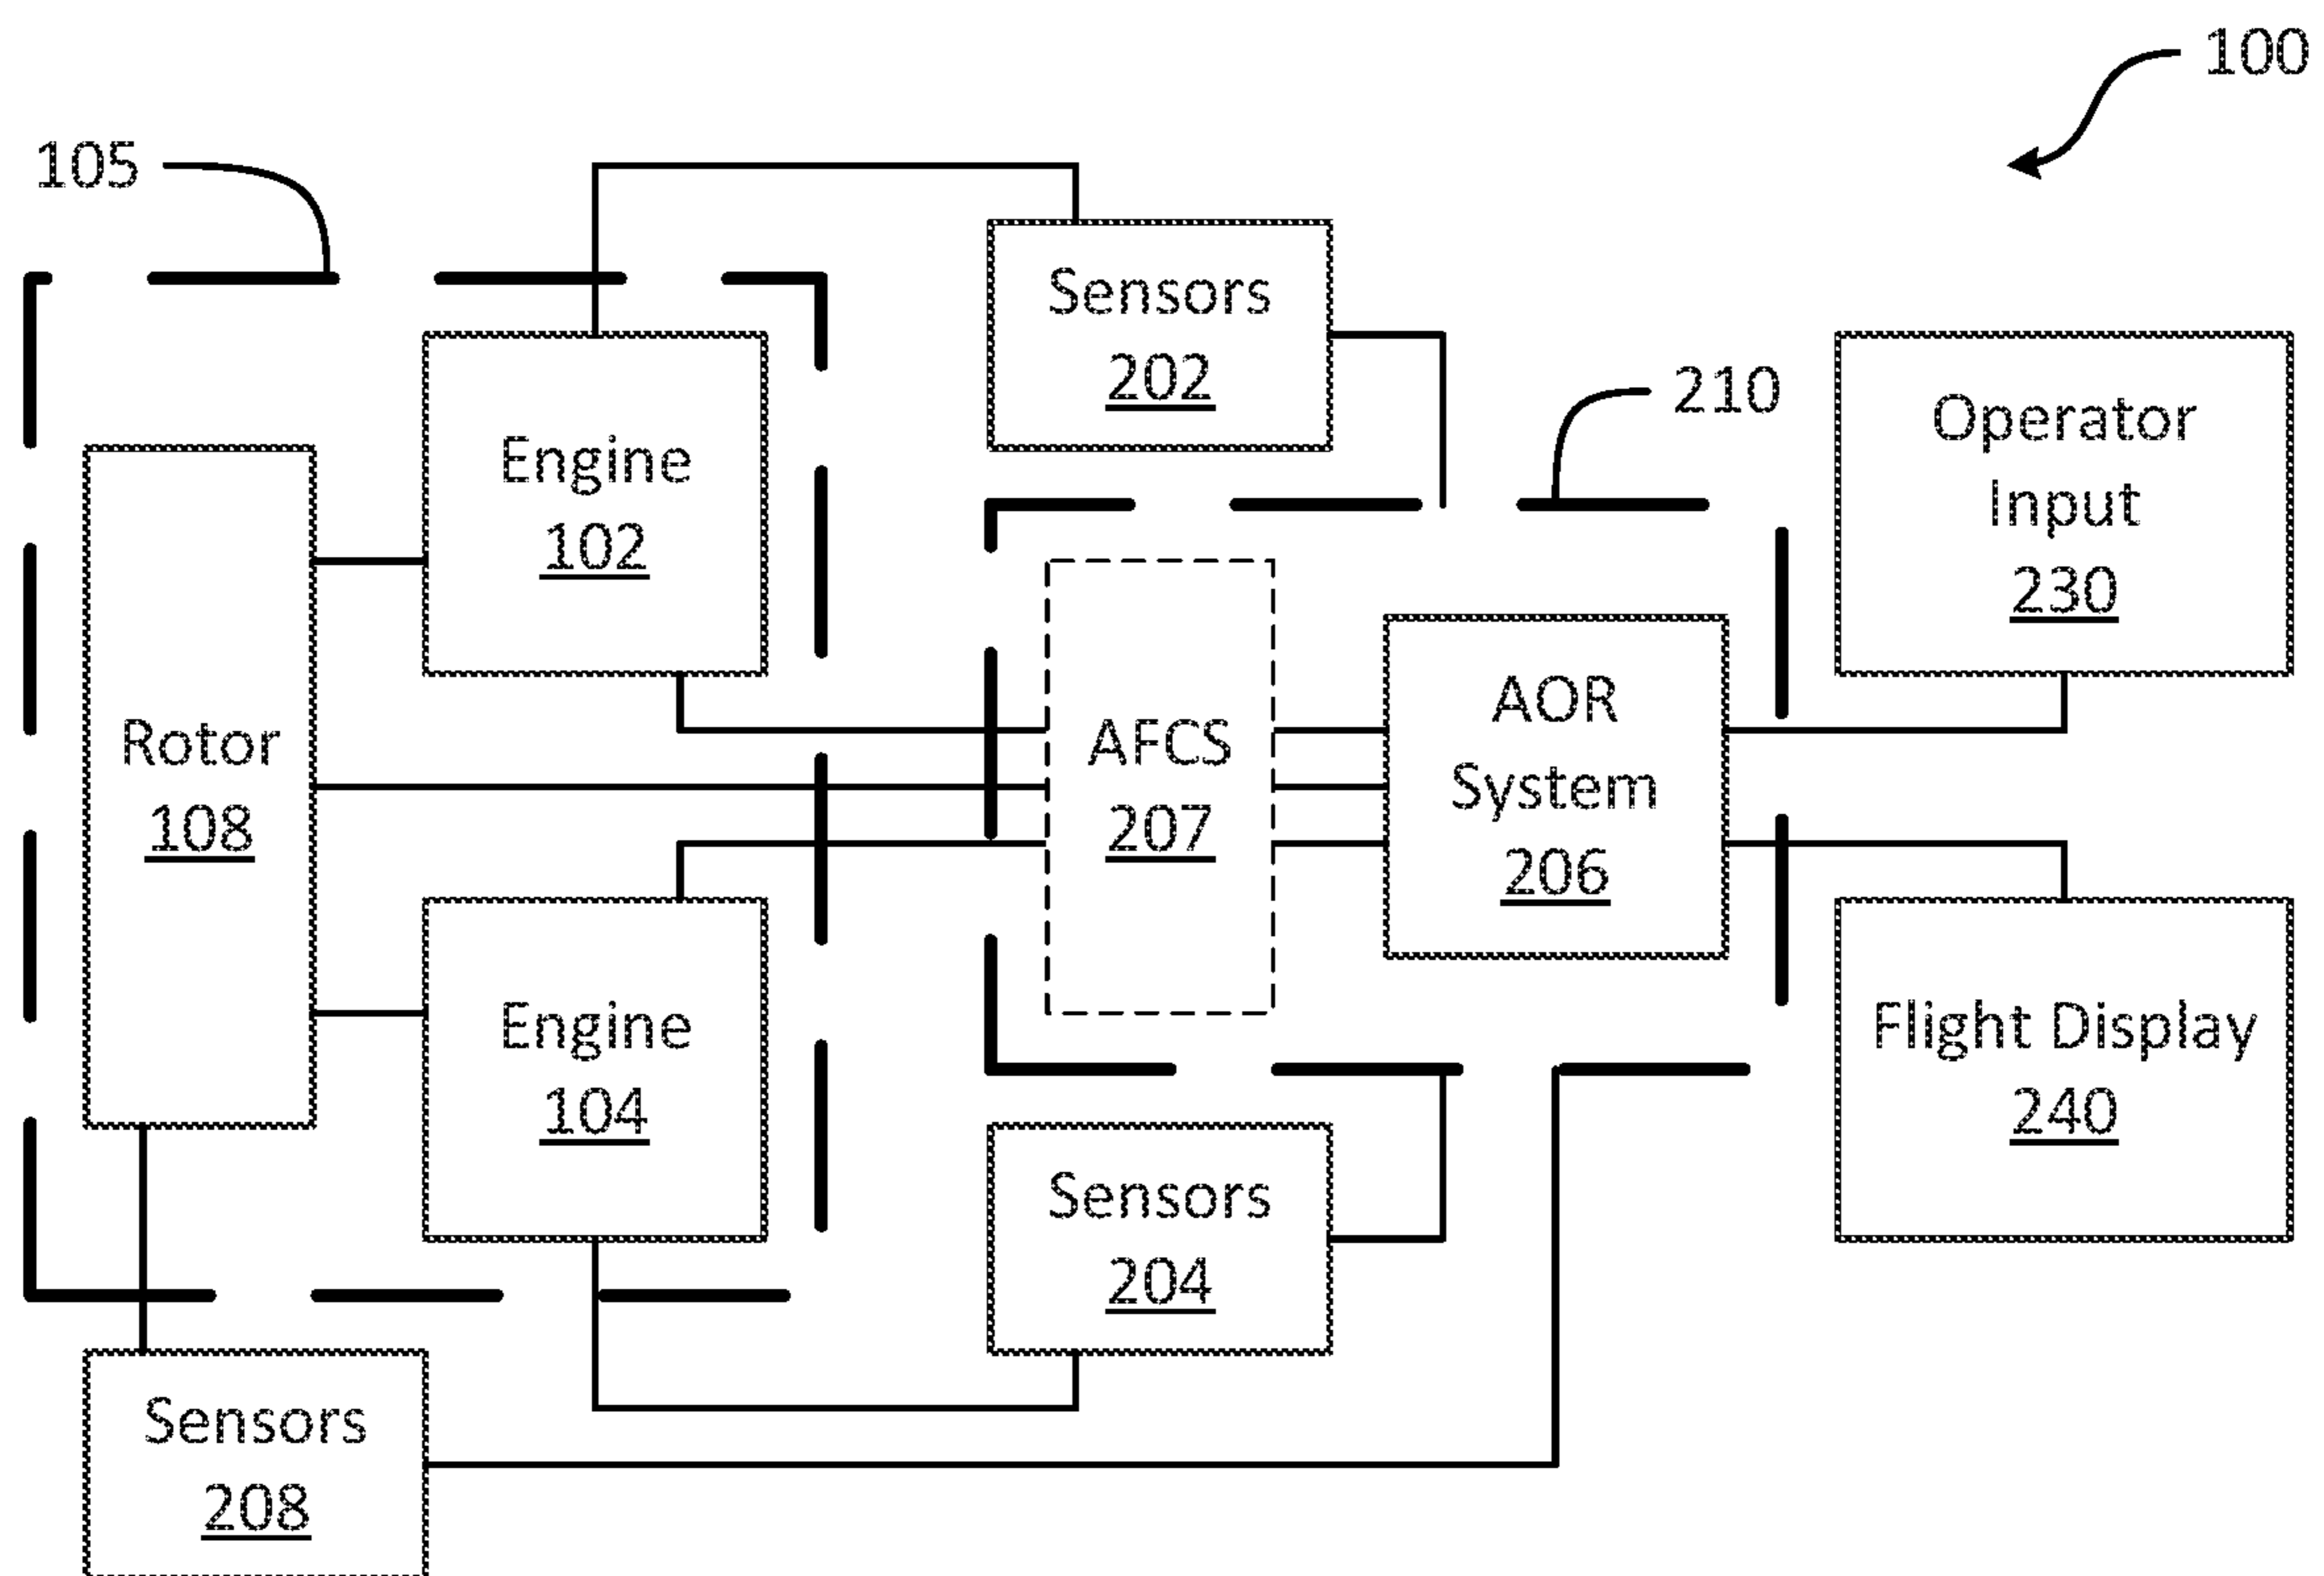 100
105
Sensors
202
210
Operator
Input
230
Engine
102
Rotor
108
AFCS
207
AOR
System
206
Engine
104
Flight Display
240
Sensors
204
Sensors
208